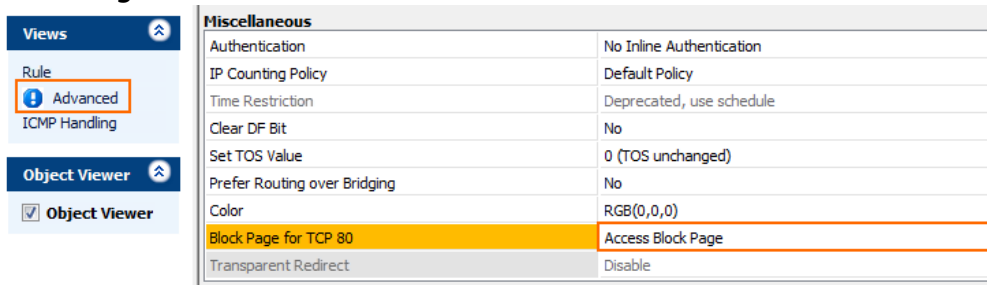 Views
Rule
Advanced
ICMP Handling
Object Viewer
Object Viewer
Miscellaneous
Authentication No Inline Authentication
IP Counting Policy Default Policy
Time Restriction Deprecated, use schedule
Clear DF Bit No
Set TOS Value 0 (TOS unchanged)
Prefer Routing over Bridging No
Color RGB(0,0,0)
Block Page for TCP 80 Access Block Page
Transparent Redirect Disable